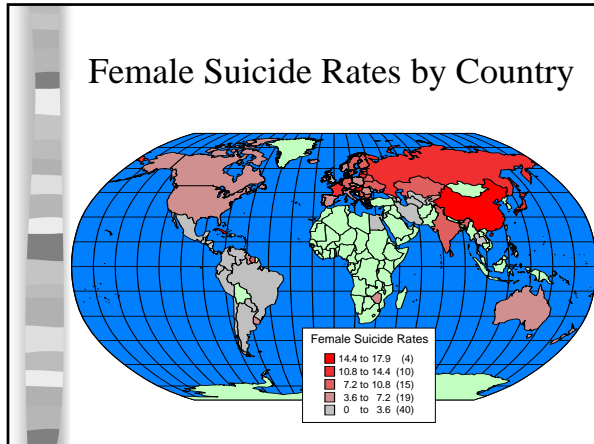 Female Suicide Rates by Country
Female Suicide Rates
14.4 to 17.9 (4)
10.8 to 14.4 (10)
7.2 to 10.8 (15)
3.6 to 7.2 (19)
0 to 3.6 (40)